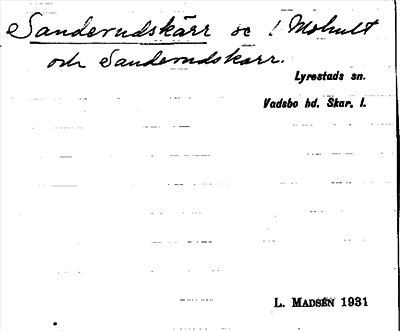 Sanderudskärr se ! Mohult
och Sanderudskärr.
Lyrestads sn.
Vadsbo hd. Skar. l.
L. MADSÉN 1931